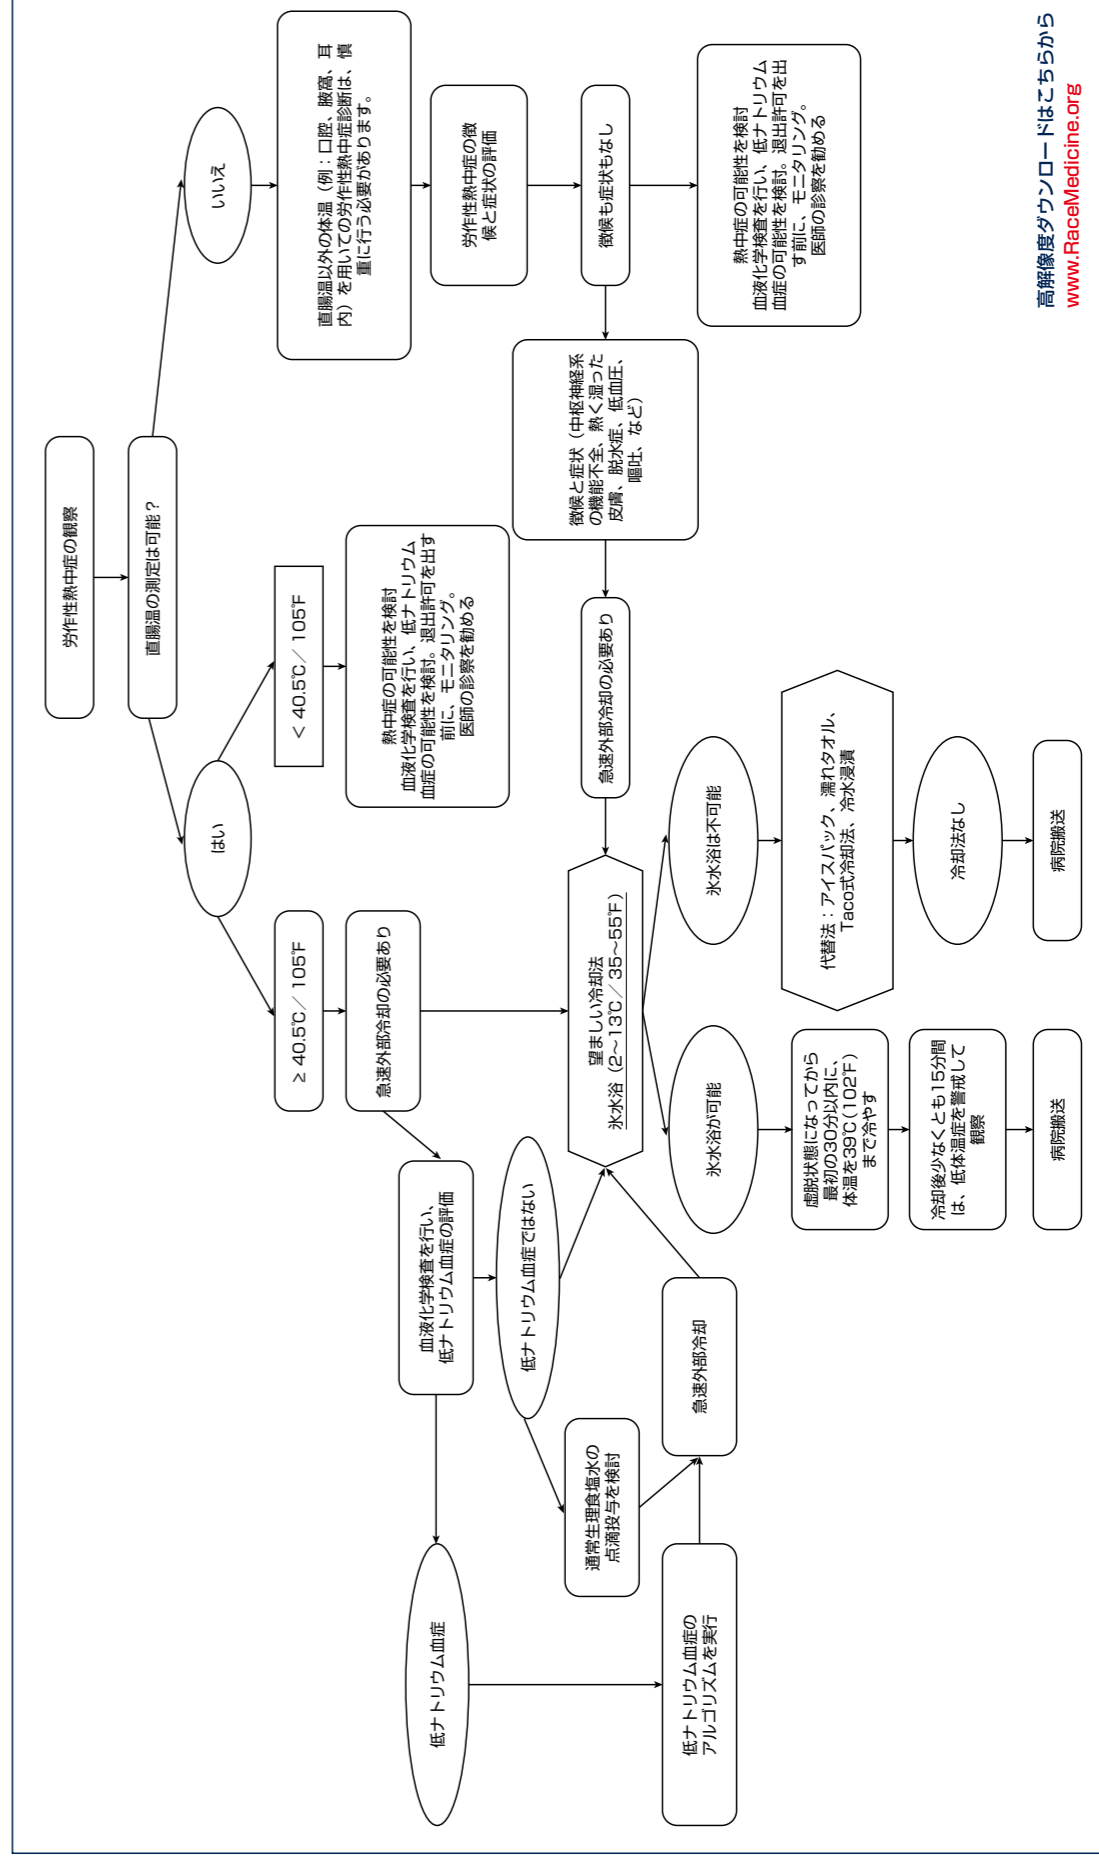 労作性熱中症の観察
直腸温の測定は可能？
はい
いいえ
≥ 40.5℃／105℉
< 40.5℃／105℉
直腸温以外の体温（例：口腔、腋窩、耳
内）を用いての労作性熱中症診断は、慎
重に行う必要があります。
急速外部冷却の必要あり
熱中症の可能性を検討
血液化学検査を行い、低ナトリウム
血症の可能性を検討。退出許可を出す
前に、モニタリング。
医師の診察を勧める
労作性熱中症の徴
候と症状の評価
血液化学検査を行い、
低ナトリウム血症の評価
徴候も症状もなし
低ナトリウム血症
低ナトリウム血症ではない
徴候と症状（中枢神経系
の機能不全、熱く湿った
皮膚、脱水症、低血圧、
嘔吐、など）
熱中症の可能性を検討
血液化学検査を行い、低ナトリウム
血症の可能性を検討。退出許可を出
す前に、モニタリング。
医師の診察を勧める
通常生理食塩水の
点滴投与を検討
望ましい冷却法
氷水浴（2〜13℃／35〜55℉）
急速外部冷却の必要あり
低ナトリウム血症の
アルゴリズムを実行
急速外部冷却
氷水浴が可能
氷水浴は不可能
虚脱状態になってから
最初の30分以内に、
体温を39℃（102℉）
まで冷やす
代替法：アイスパック、濡れタオル、
Taco式冷却法、冷水浸漬
冷却後少なくとも15分間
は、低体温症を警戒して
観察
冷却法なし
病院搬送
病院搬送
高解像度ダウンロードはこちらから
www.RaceMedicine.org